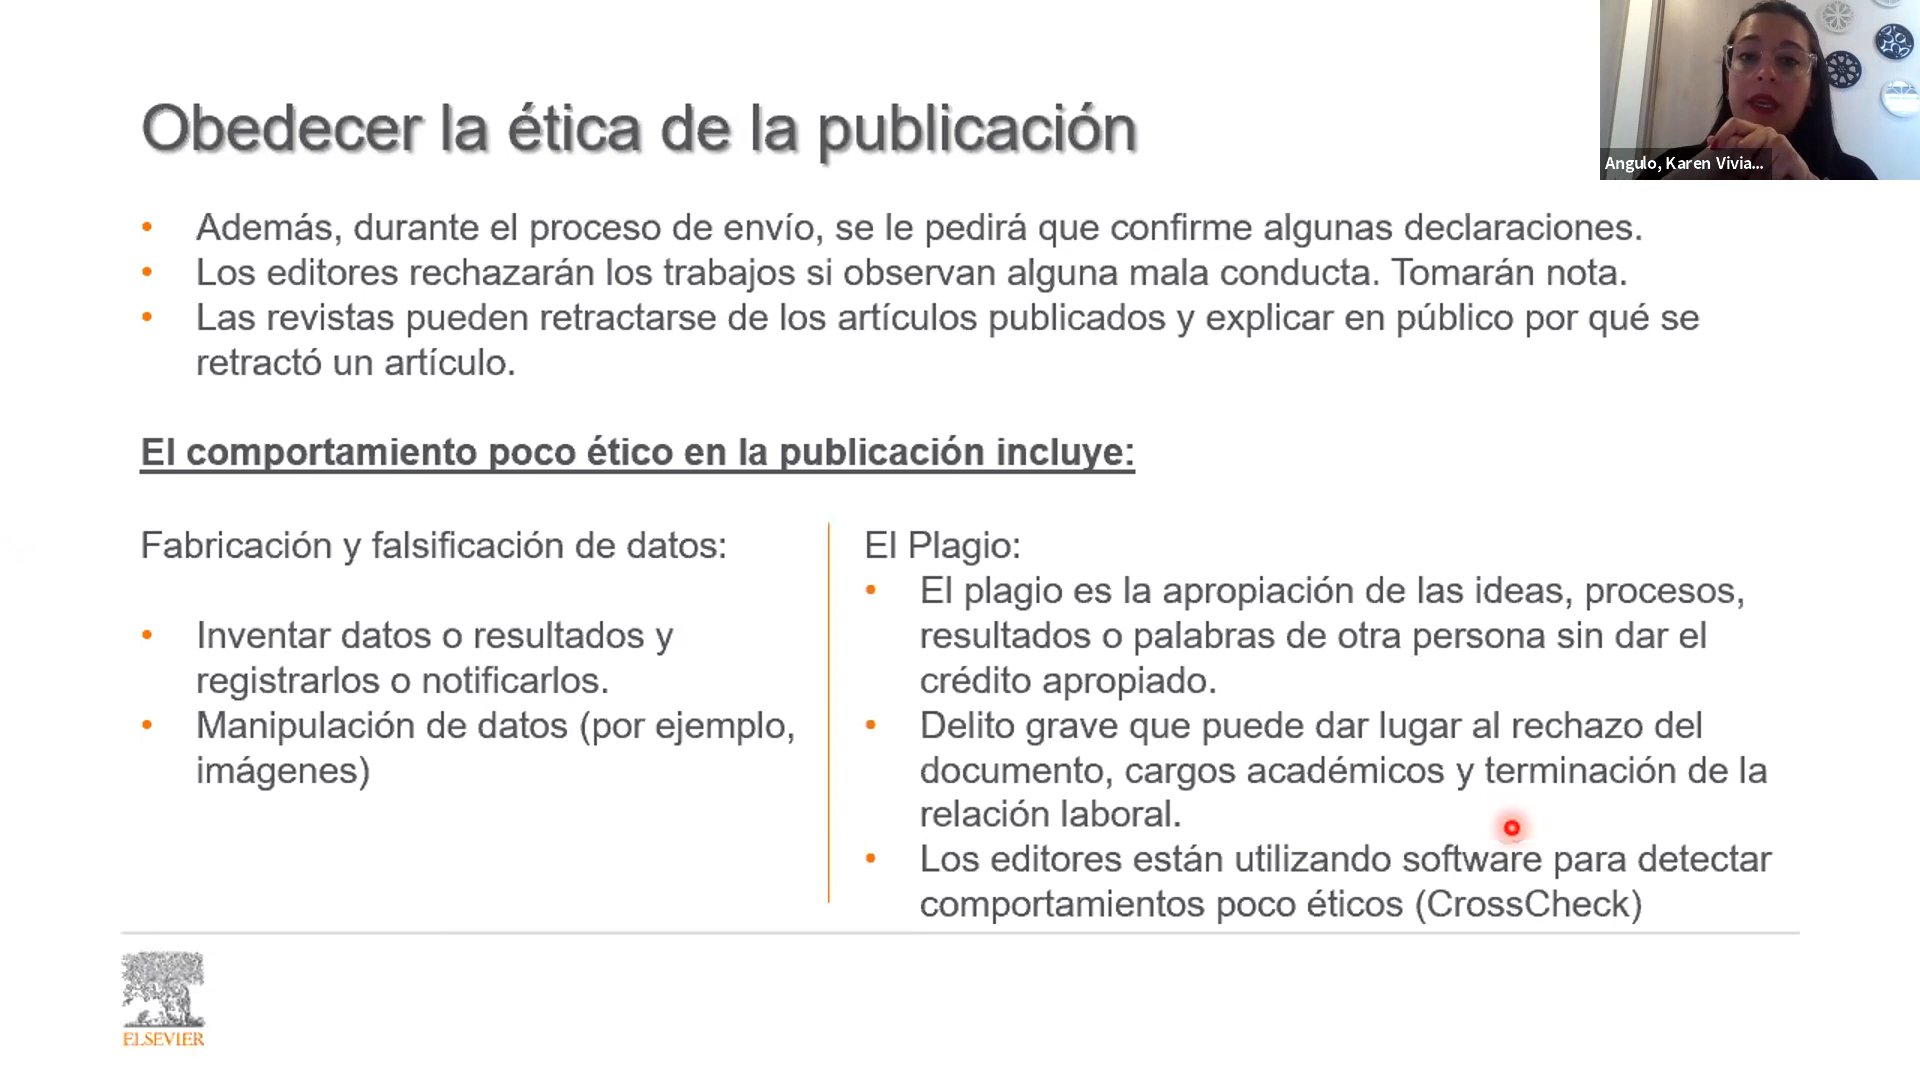 Obedecer la ética de la publicación
Angulo, Karen Vivia...
• Además, durante el proceso de envío, se le pedirá que confirme algunas declaraciones.
• Los editores rechazarán los trabajos si observan alguna mala conducta. Tomarán nota.
• Las revistas pueden retractarse de los artículos publicados y explicar en público por qué se
retractó un artículo.
El comportamiento poco ético en la publicación incluye:
Fabricación y falsificación de datos:
• Inventar datos o resultados y
registrarlos o notificarlos.
• Manipulación de datos (por ejemplo,
imágenes)
El Plagio:
• El plagio es la apropiación de las ideas, procesos,
resultados o palabras de otra persona sin dar el
crédito apropiado.
• Delito grave que puede dar lugar al rechazo del
documento, cargos académicos y terminación de la
relación laboral.
• Los editores están utilizando software para detectar
comportamientos poco éticos (CrossCheck)
ELSEVIER